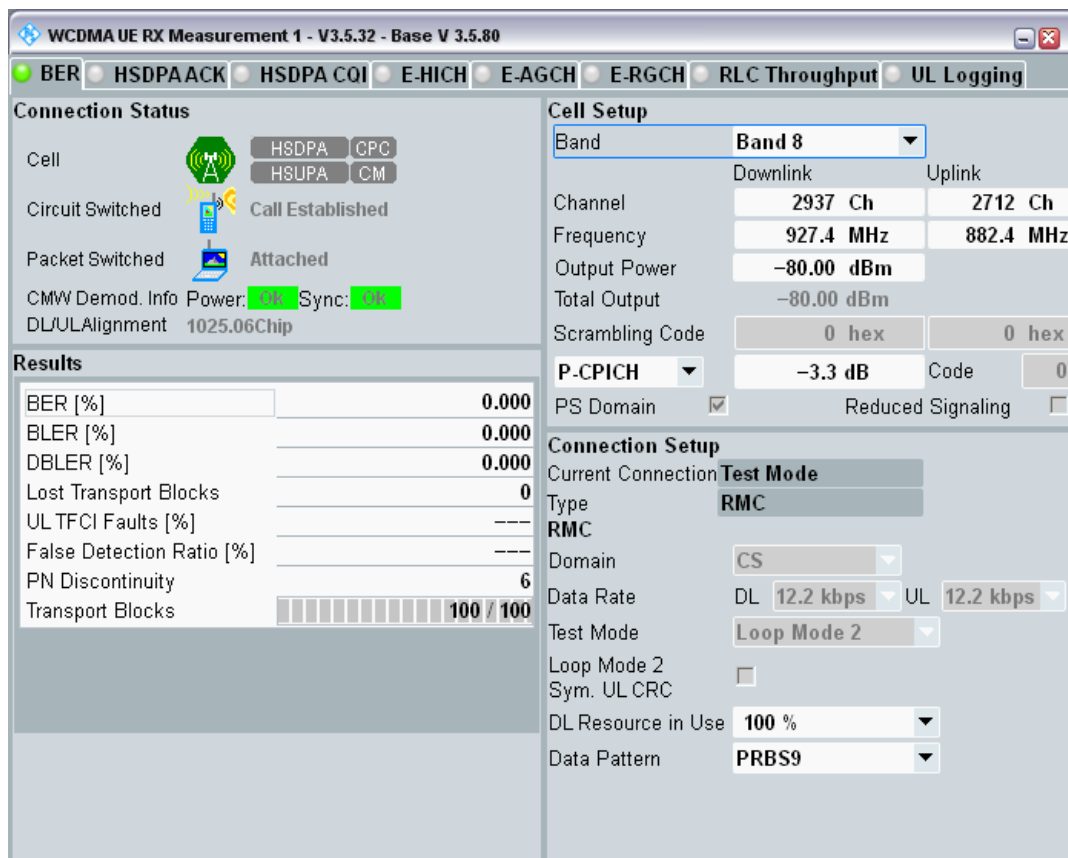 WCDMA UE RX Measurement 1 - V3.5.32 - Base V 3.5.80
BER HSDPA ACK HSDPA CQI E-HICH E-AGCH E-RGCH RLC Throughput UL Logging
Connection Status
Cell HSDPA CPC
HSUPA CM
Circuit Switched Call Established
Packet Switched Attached
CMW Demod. Info Power: Ok Sync: Ok
DL/UL Alignment 1025.06Chip
Results
BER [%] 0.000
BLER [%] 0.000
DBLER [%] 0.000
Lost Transport Blocks 0
UL TFCI Faults [%] ---
False Detection Ratio [%] ---
PN Discontinuity 6
Transport Blocks 100 / 100
Cell Setup
Band Band 8
Downlink Uplink
Channel 2937 Ch 2712 Ch
Frequency 927.4 MHz 882.4 MHz
Output Power −80.00 dBm
Total Output −80.00 dBm
Scrambling Code 0 hex 0 hex
P-CPICH −3.3 dB Code 0
PS Domain Reduced Signaling
Connection Setup
Current Connection Test Mode
Type RMC
RMC
Domain CS
Data Rate DL 12.2 kbps UL 12.2 kbps
Test Mode Loop Mode 2
Loop Mode 2
Sym. UL CRC
DL Resource in Use 100 %
Data Pattern PRBS9